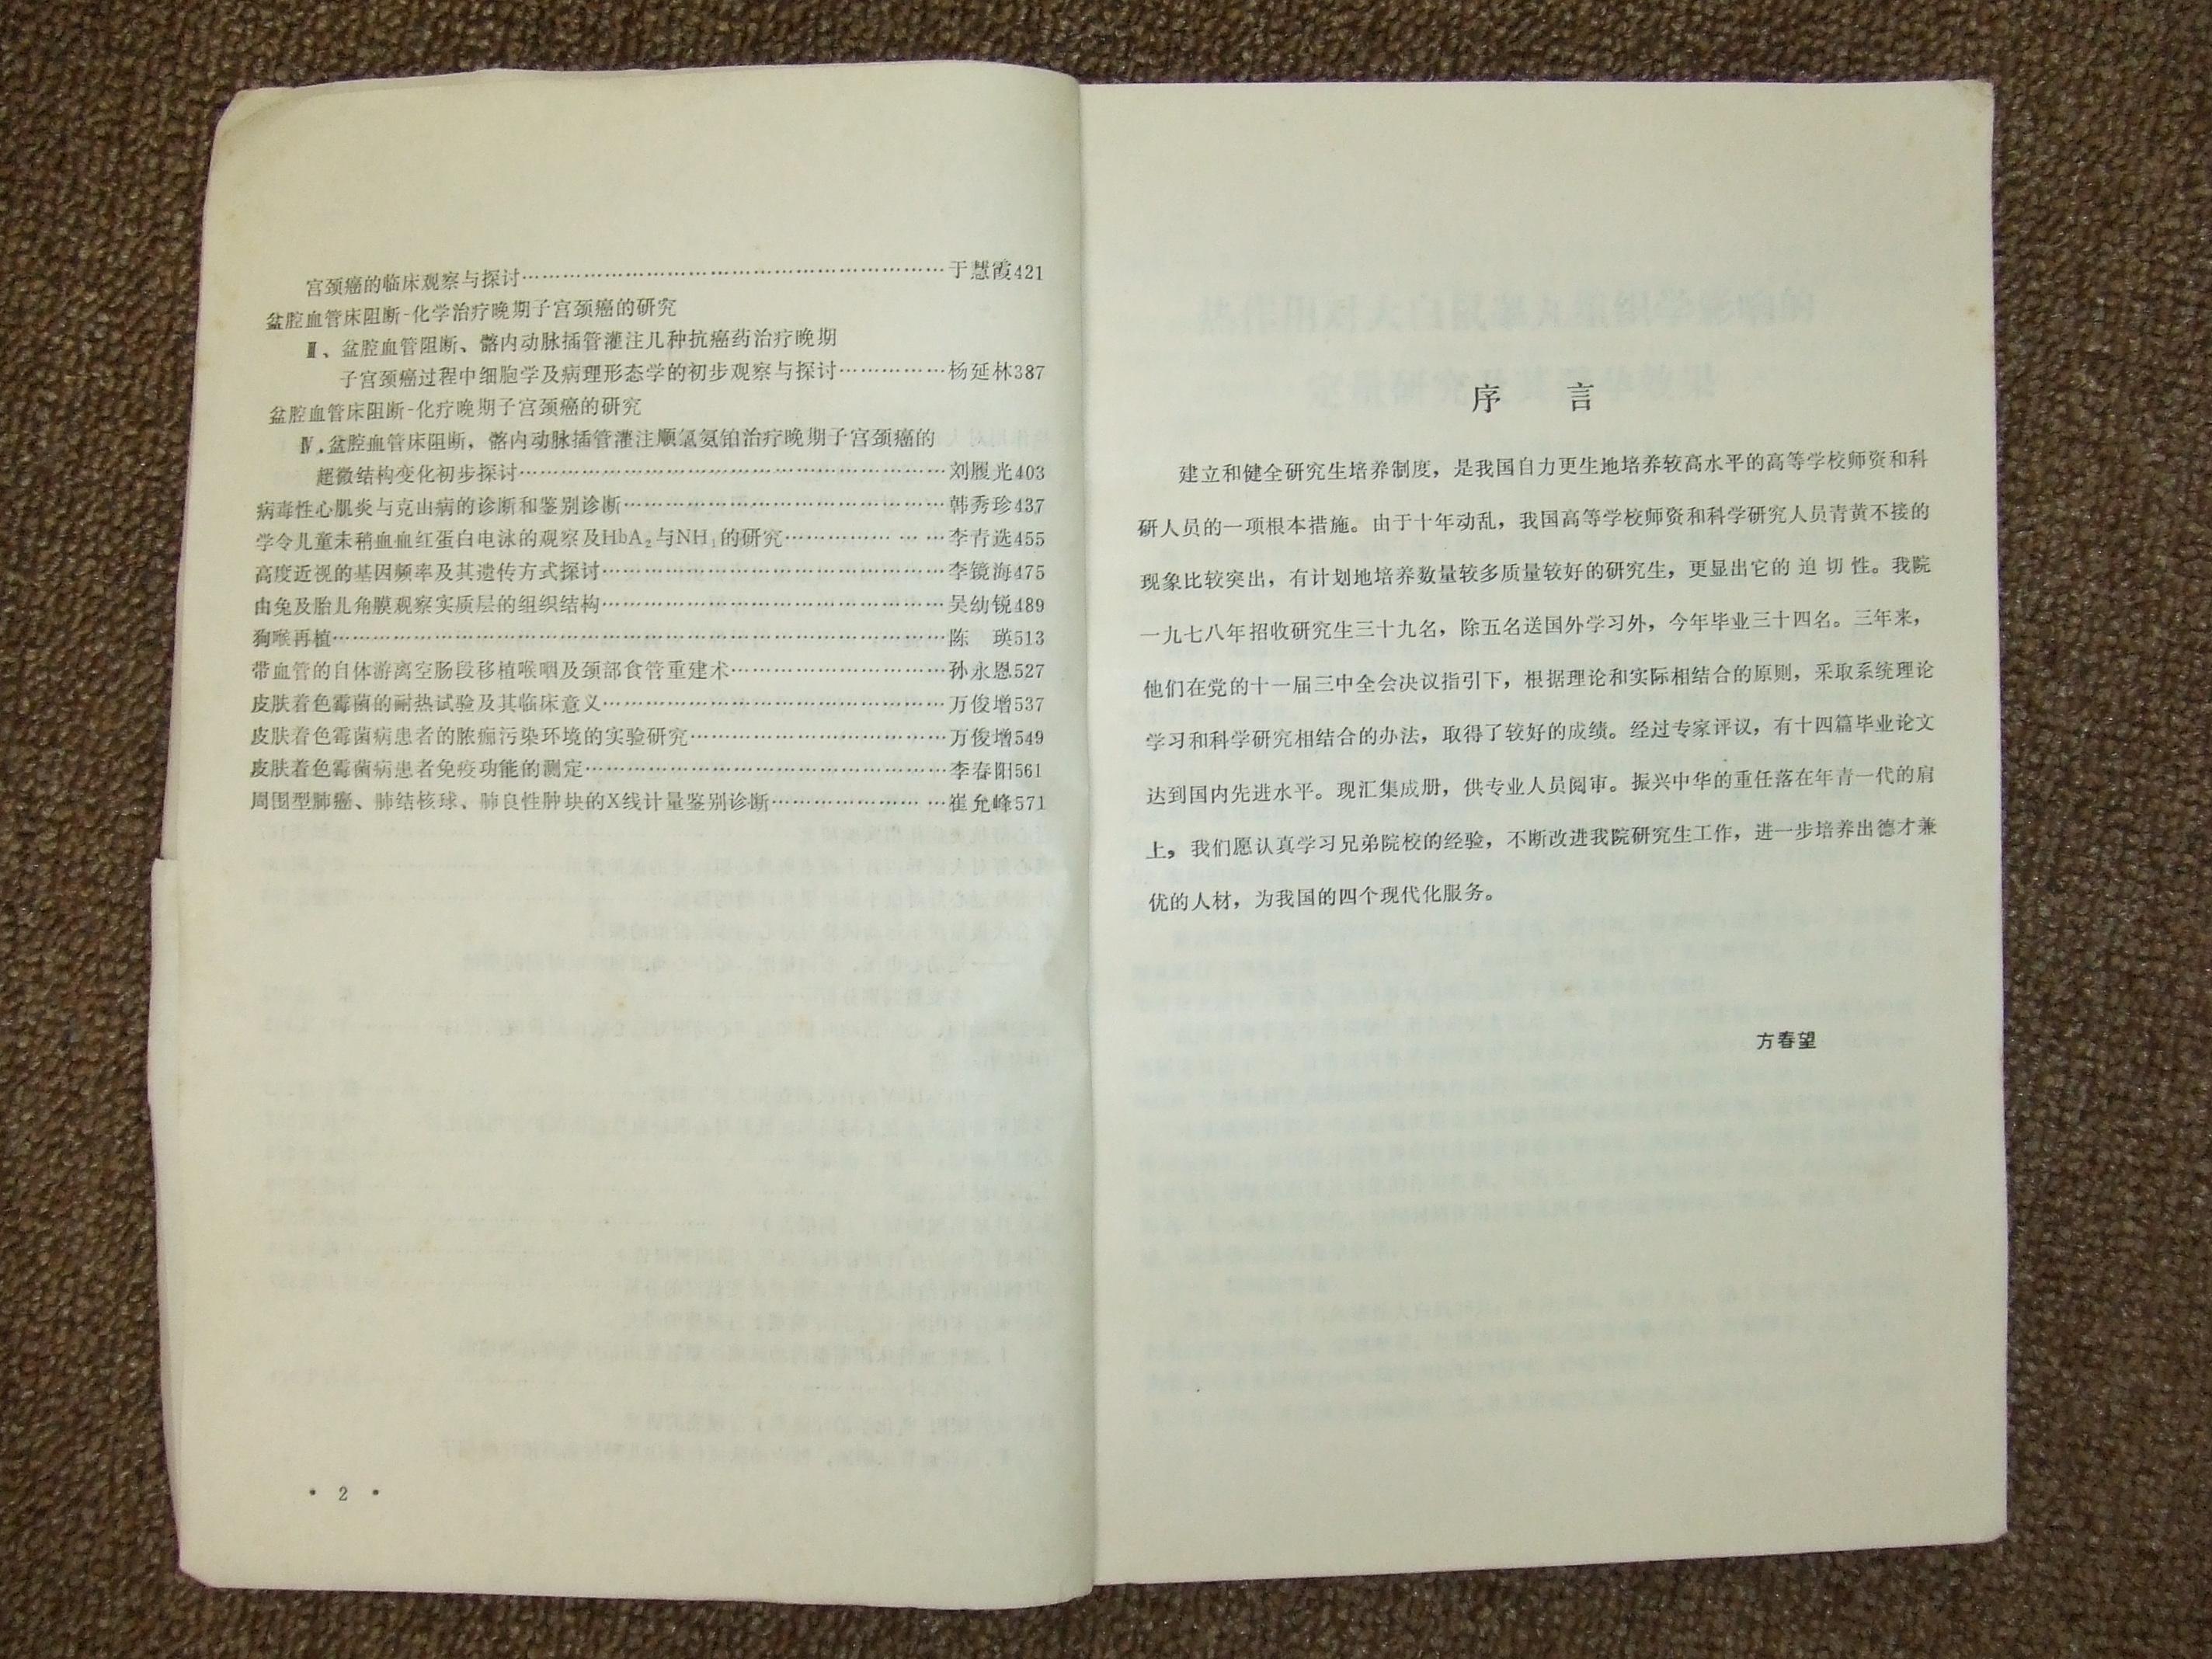 宫颈癌的临床观察与探讨……………………………………………………于慧霞421
盆腔血管床阻断-化学治疗晚期子宫颈癌的研究
Ⅲ、盆腔血管阻断、髂内动脉插管灌注几种抗癌药治疗晚期
子宫颈癌过程中细胞学及病理形态学的初步观察与探讨……………杨延林387
盆腔血管床阻断-化疗晚期子宫颈癌的研究
Ⅳ.盆腔血管床阻断，髂内动脉插管灌注顺氯氨铂治疗晚期子宫颈癌的
超微结构变化初步探讨……………………………………………………刘履光403
病毒性心肌炎与克山病的诊断和鉴别诊断………………………………………韩秀珍437
学令儿童末稍血血红蛋白电泳的观察及HbA₂与NH₁的研究…………… … …李青选455
高度近视的基因频率及其遗传方式探讨…………………………………………李镜海475
由兔及胎儿角膜观察实质层的组织结构…………………………………………吴幼锐489
狗喉再植……………………………………………………………………………陈　瑛513
带血管的自体游离空肠段移植喉咽及颈部食管重建术…………………………孙永恩527
皮肤着色霉菌的耐热试验及其临床意义…………………………………………万俊增537
皮肤着色霉菌病患者的脓痂污染环境的实验研究………………………………万俊增549
皮肤着色霉菌病患者免疫功能的测定……………………………………………李春阳561
周围型肺癌、肺结核球、肺良性肿块的X线计量鉴别诊断………………… …崔允峰571
• 2 •
序　言
建立和健全研究生培养制度，是我国自力更生地培养较高水平的高等学校师资和科
研人员的一项根本措施。由于十年动乱，我国高等学校师资和科学研究人员青黄不接的
现象比较突出，有计划地培养数量较多质量较好的研究生，更显出它的 迫 切 性。我院
一九七八年招收研究生三十九名，除五名送国外学习外，今年毕业三十四名。三年来，
他们在党的十一届三中全会决议指引下，根据理论和实际相结合的原则，采取系统理论
学习和科学研究相结合的办法，取得了较好的成绩。经过专家评议，有十四篇毕业论文
达到国内先进水平。现汇集成册，供专业人员阅审。振兴中华的重任落在年青一代的肩
上，我们愿认真学习兄弟院校的经验，不断改进我院研究生工作，进一步培养出德才兼
优的人材，为我国的四个现代化服务。
方春望